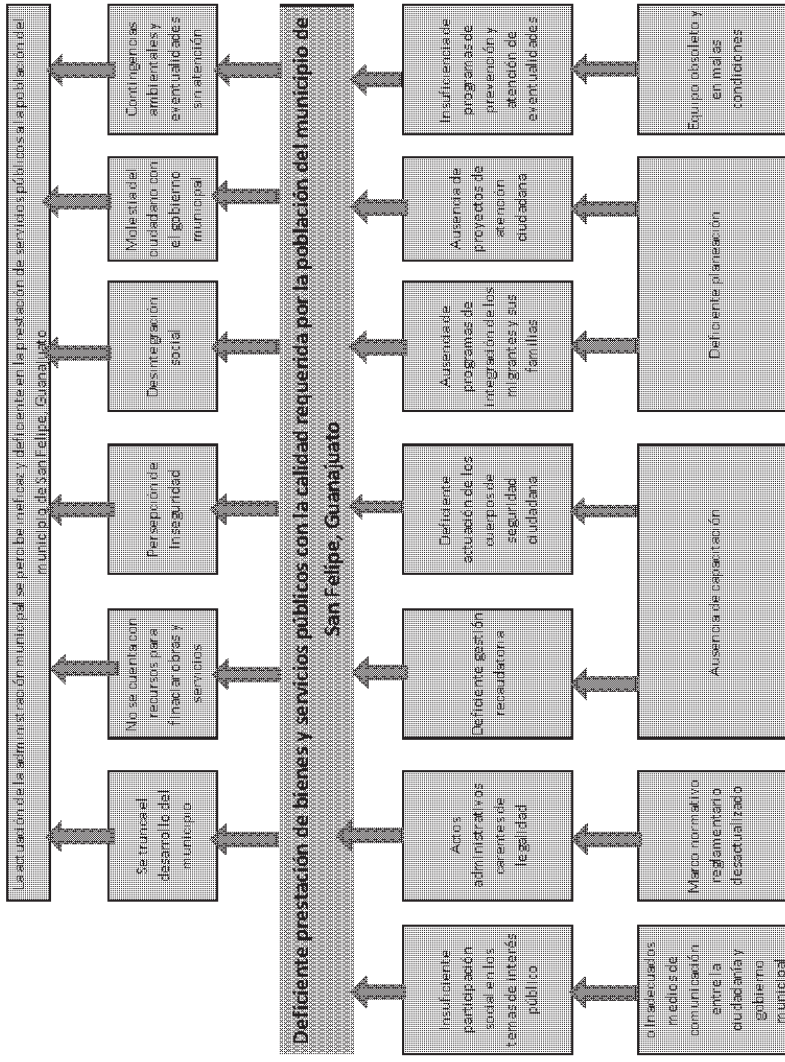 La actuación de la administración municipal se percibe ineficaz y deficiente en la prestación de servicios públicos a la población del
municipio de San Felipe, Guanajuato
Se trunca el
desarrollo del
municipio
No se cuenta con
recursos para
finaciar obras y
servicios
Persepción de
Inseguridad
Desintegración
social
Molestia del
ciudadano con
el gobierno
municipal
Contingencias
ambientales y
eventualidades
sin atención
Deficiente prestación de bienes y servicios públicos con la calidad requerida por la población del municipio de
San Felipe, Guanajuato
Insuficiente
participación
social en los
temas de interés
público
Actos
administrativos
carentes de
legalidad
Deficiente gestión
recaudatoria
Deficiente
actuación de los
cuerpos de
seguridad
ciudadana
Ausencia de
programas de
integración de los
migrantes y sus
familias
Ausencia de
proyectos de
atención
ciudadana
Insuficiencia de
programas de
prevención y
atención de
eventualidades
o Inadecuados
medios de
comunicación
entre la
ciudadanía y
gobierno
municipal
Marco normativo
reglamentario
desactualizado
Ausencia de capacitación
Deficiente planeación
Equipo obsoleto y
en malas
condiciones